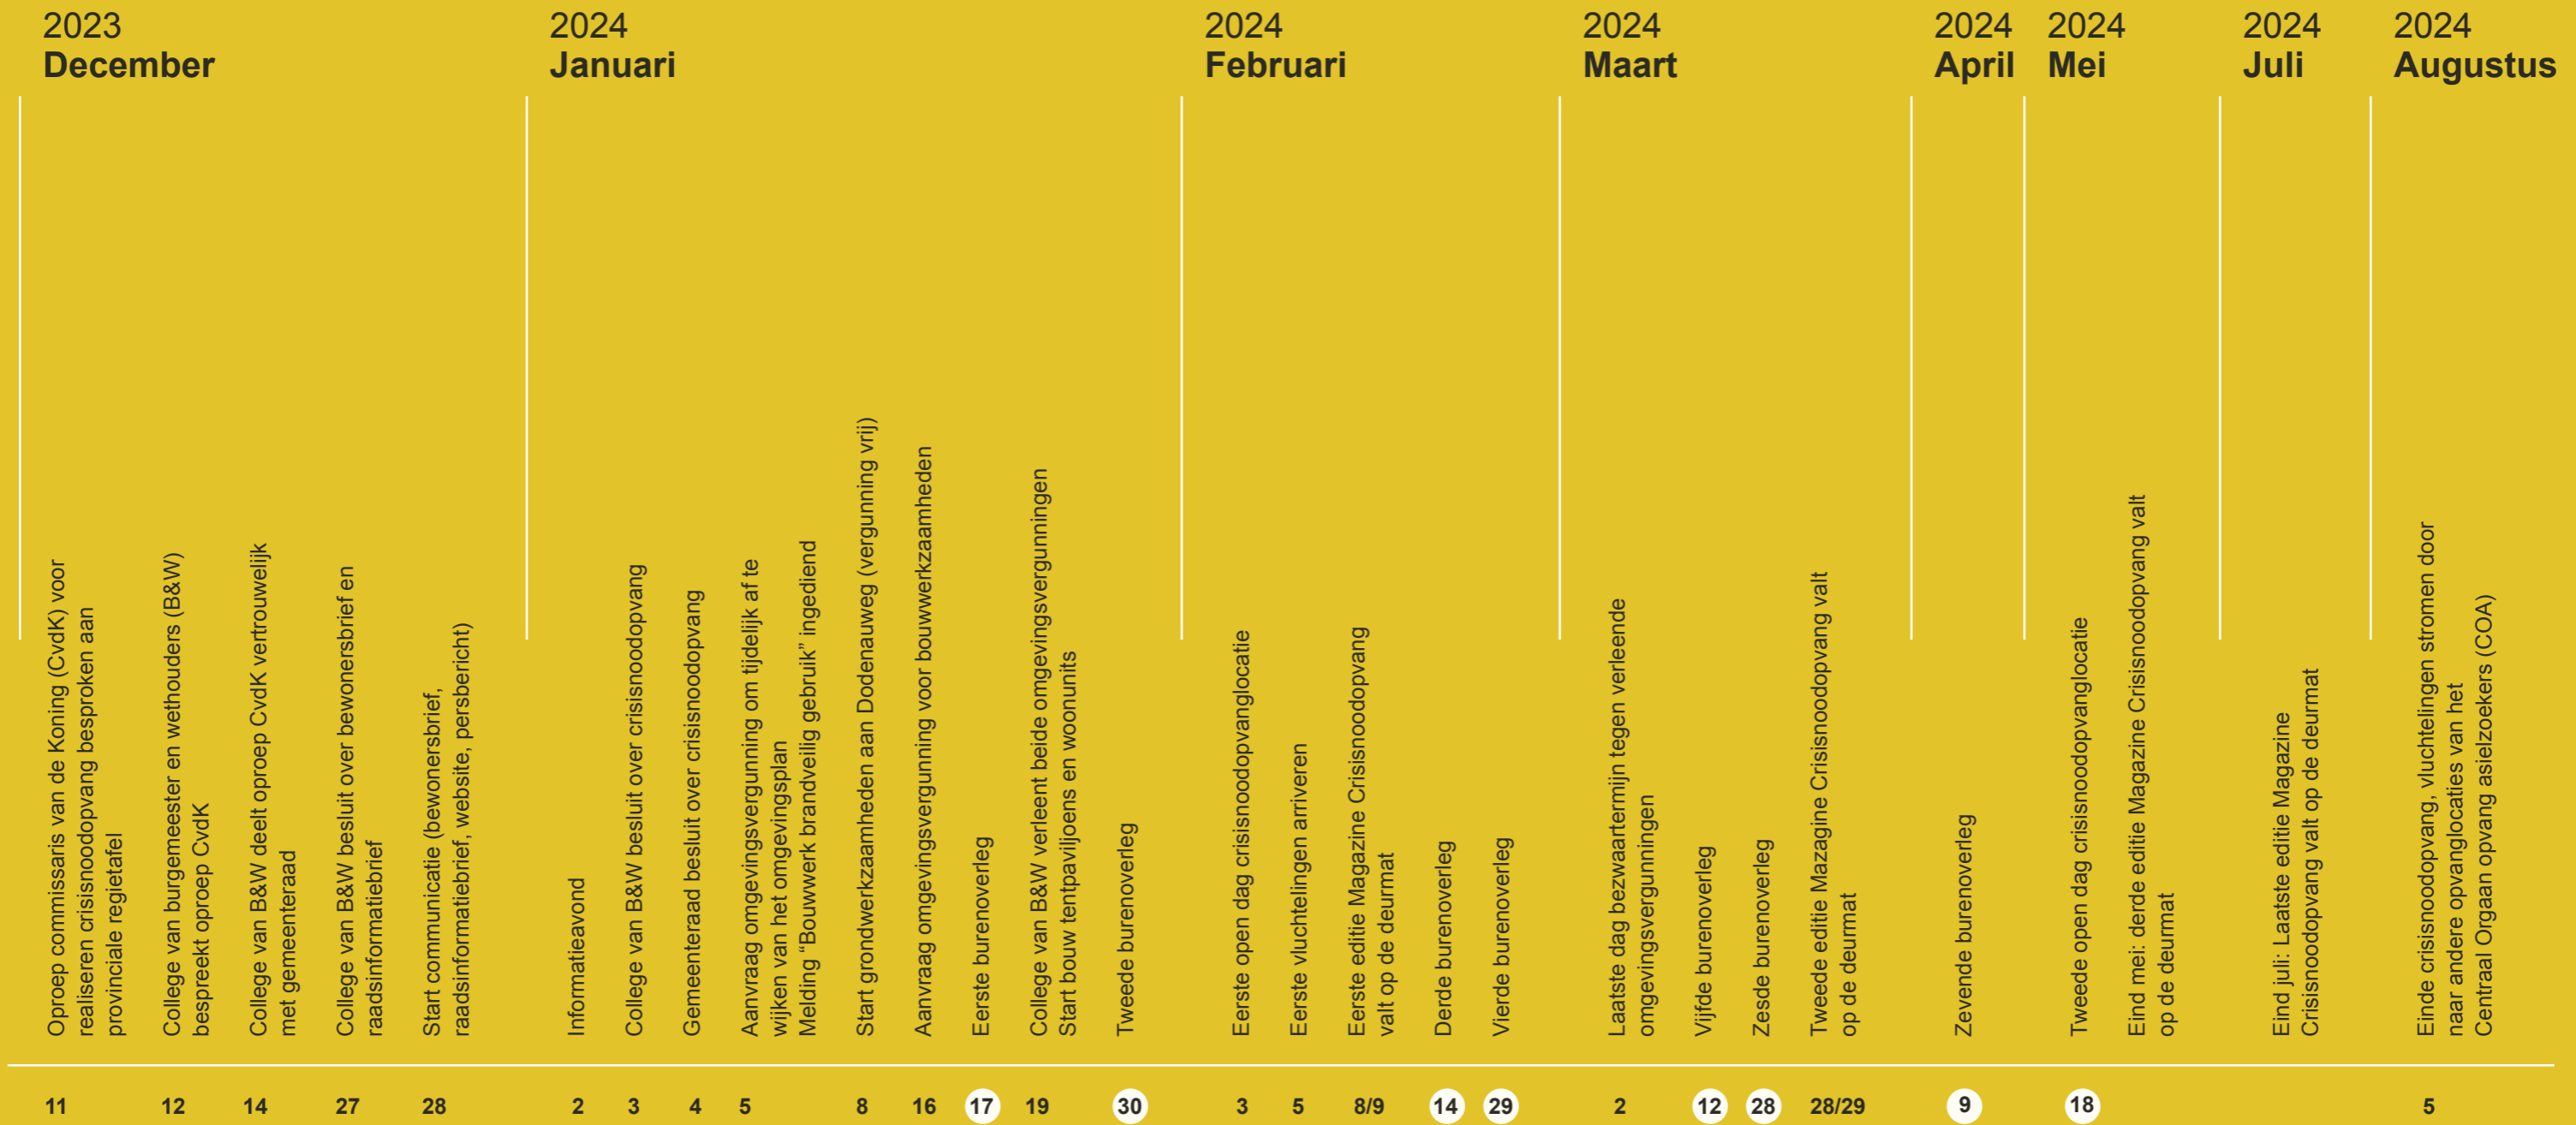 2023
December
Oproep commissaris van de Koning (CvdK) voor
realiseren crisisnoodopvang besproken aan
provinciale regietafel
11
College van burgemeester en wethouders (B&W)
bespreekt oproep CvdK
12
College van B&W deelt oproep CvdK vertrouwelijk
met gemeenteraad
14
College van B&W besluit over bewonersbrief en
raadsinformatiebrief
27
Start communicatie (bewonersbrief,
raadsinformatiebrief, website, persbericht)
28
2024
Januari
Informatieavond
2
College van B&W besluit over crisisnoodopvang
3
Gemeenteraad besluit over crisisnoodopvang
4
Aanvraag omgevingsvergunning om tijdelijk af te
wijken van het omgevingsplan
Melding “Bouwwerk brandveilig gebruik” ingediend
5
Start grondwerkzaamheden aan Dodenauweg (vergunning vrij)
8
Aanvraag omgevingsvergunning voor bouwwerkzaamheden
16
Eerste burenoverleg
17
College van B&W verleent beide omgevingsvergunningen
Start bouw tentpaviljoens en woonunits
19
Tweede burenoverleg
30
2024
Februari
Eerste open dag crisisnoodopvanglocatie
3
Eerste vluchtelingen arriveren
5
Eerste editie Magazine Crisisnoodopvang
valt op de deurmat
8/9
Derde burenoverleg
14
Vierde burenoverleg
29
2024
Maart
Laatste dag bezwaartermijn tegen verleende
omgevingsvergunningen
2
Vijfde burenoverleg
12
Zesde burenoverleg
28
Tweede editie Mazagine Crisisnoodopvang valt
op de deurmat
28/29
2024
April
Zevende burenoverleg
9
2024
Mei
Tweede open dag crisisnoodopvanglocatie
18
Eind mei: derde editie Magazine Crisisnoodopvang valt
op de deurmat
2024
Juli
Eind juli: Laatste editie Magazine
Crisisnoodopvang valt op de deurmat
2024
Augustus
Einde crisisnoodopvang, vluchtelingen stromen door
naar andere opvanglocaties van het
Centraal Orgaan opvang asielzoekers (COA)
5